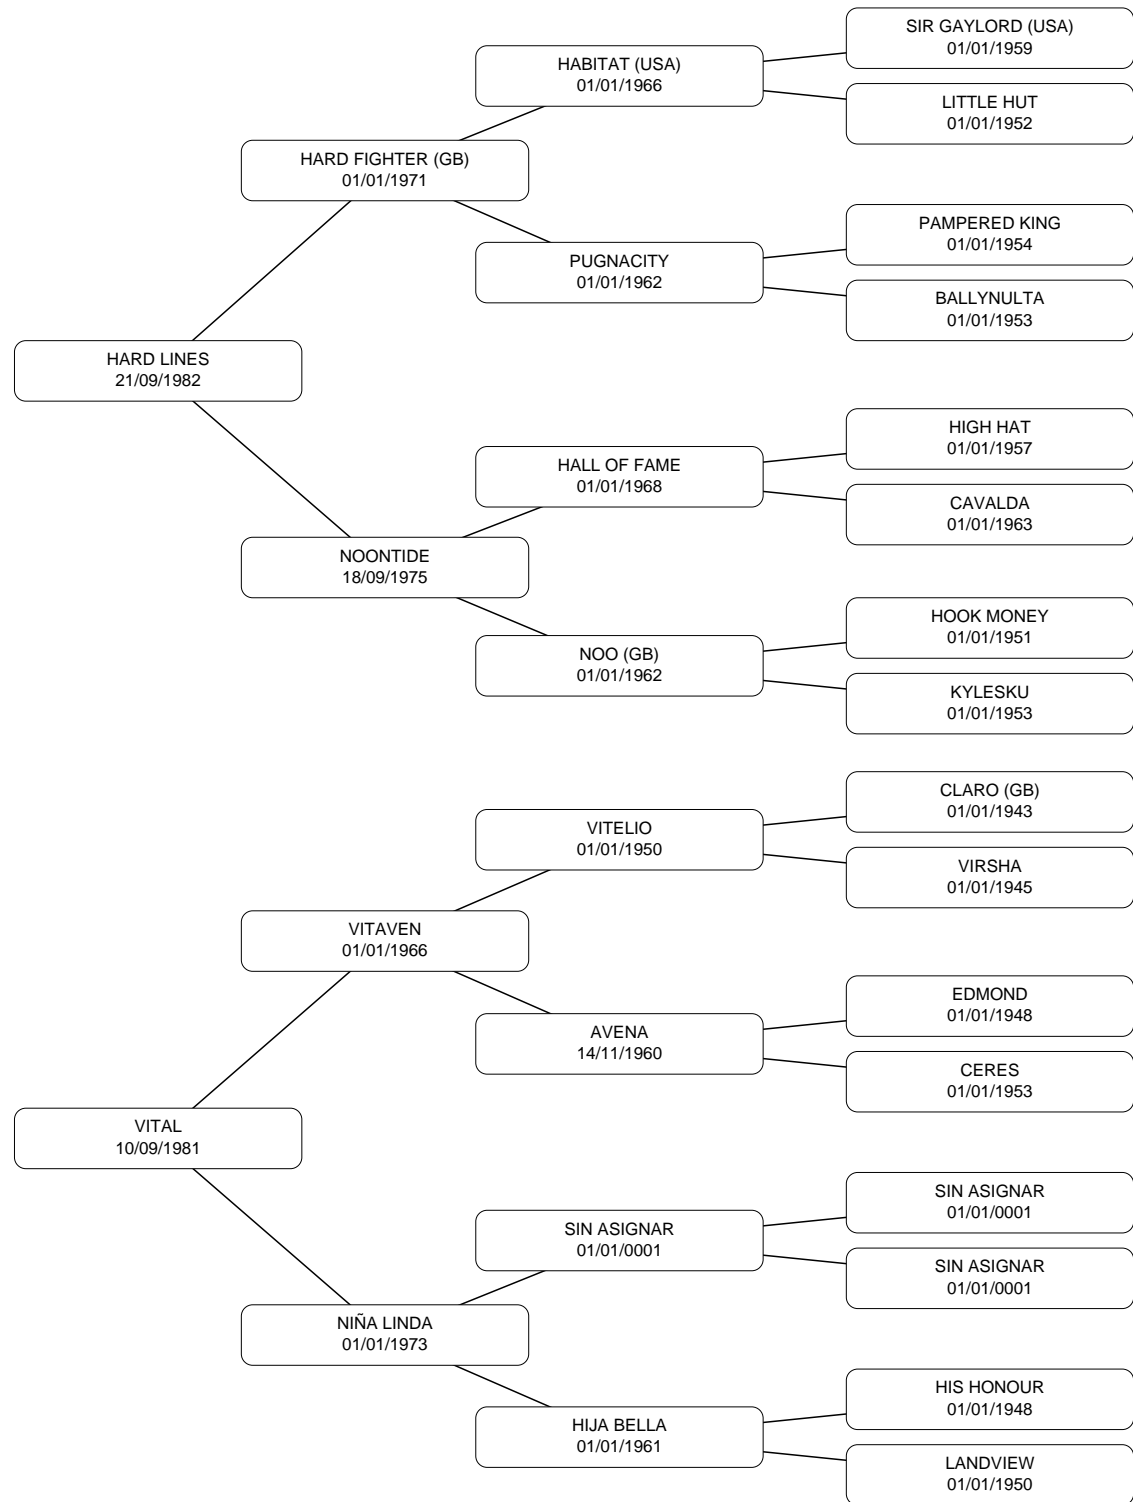 SIR GAYLORD (USA)
01/01/1959
HABITAT (USA)
01/01/1966
LITTLE HUT
01/01/1952
HARD FIGHTER (GB)
01/01/1971
PAMPERED KING
01/01/1954
PUGNACITY
01/01/1962
BALLYNULTA
01/01/1953
HARD LINES
21/09/1982
HIGH HAT
01/01/1957
HALL OF FAME
01/01/1968
CAVALDA
01/01/1963
NOONTIDE
18/09/1975
HOOK MONEY
01/01/1951
NOO (GB)
01/01/1962
KYLESKU
01/01/1953
CLARO (GB)
01/01/1943
VITELIO
01/01/1950
VIRSHA
01/01/1945
VITAVEN
01/01/1966
EDMOND
01/01/1948
AVENA
14/11/1960
CERES
01/01/1953
VITAL
10/09/1981
SIN ASIGNAR
01/01/0001
SIN ASIGNAR
01/01/0001
SIN ASIGNAR
01/01/0001
NIÑA LINDA
01/01/1973
HIS HONOUR
01/01/1948
HIJA BELLA
01/01/1961
LANDVIEW
01/01/1950